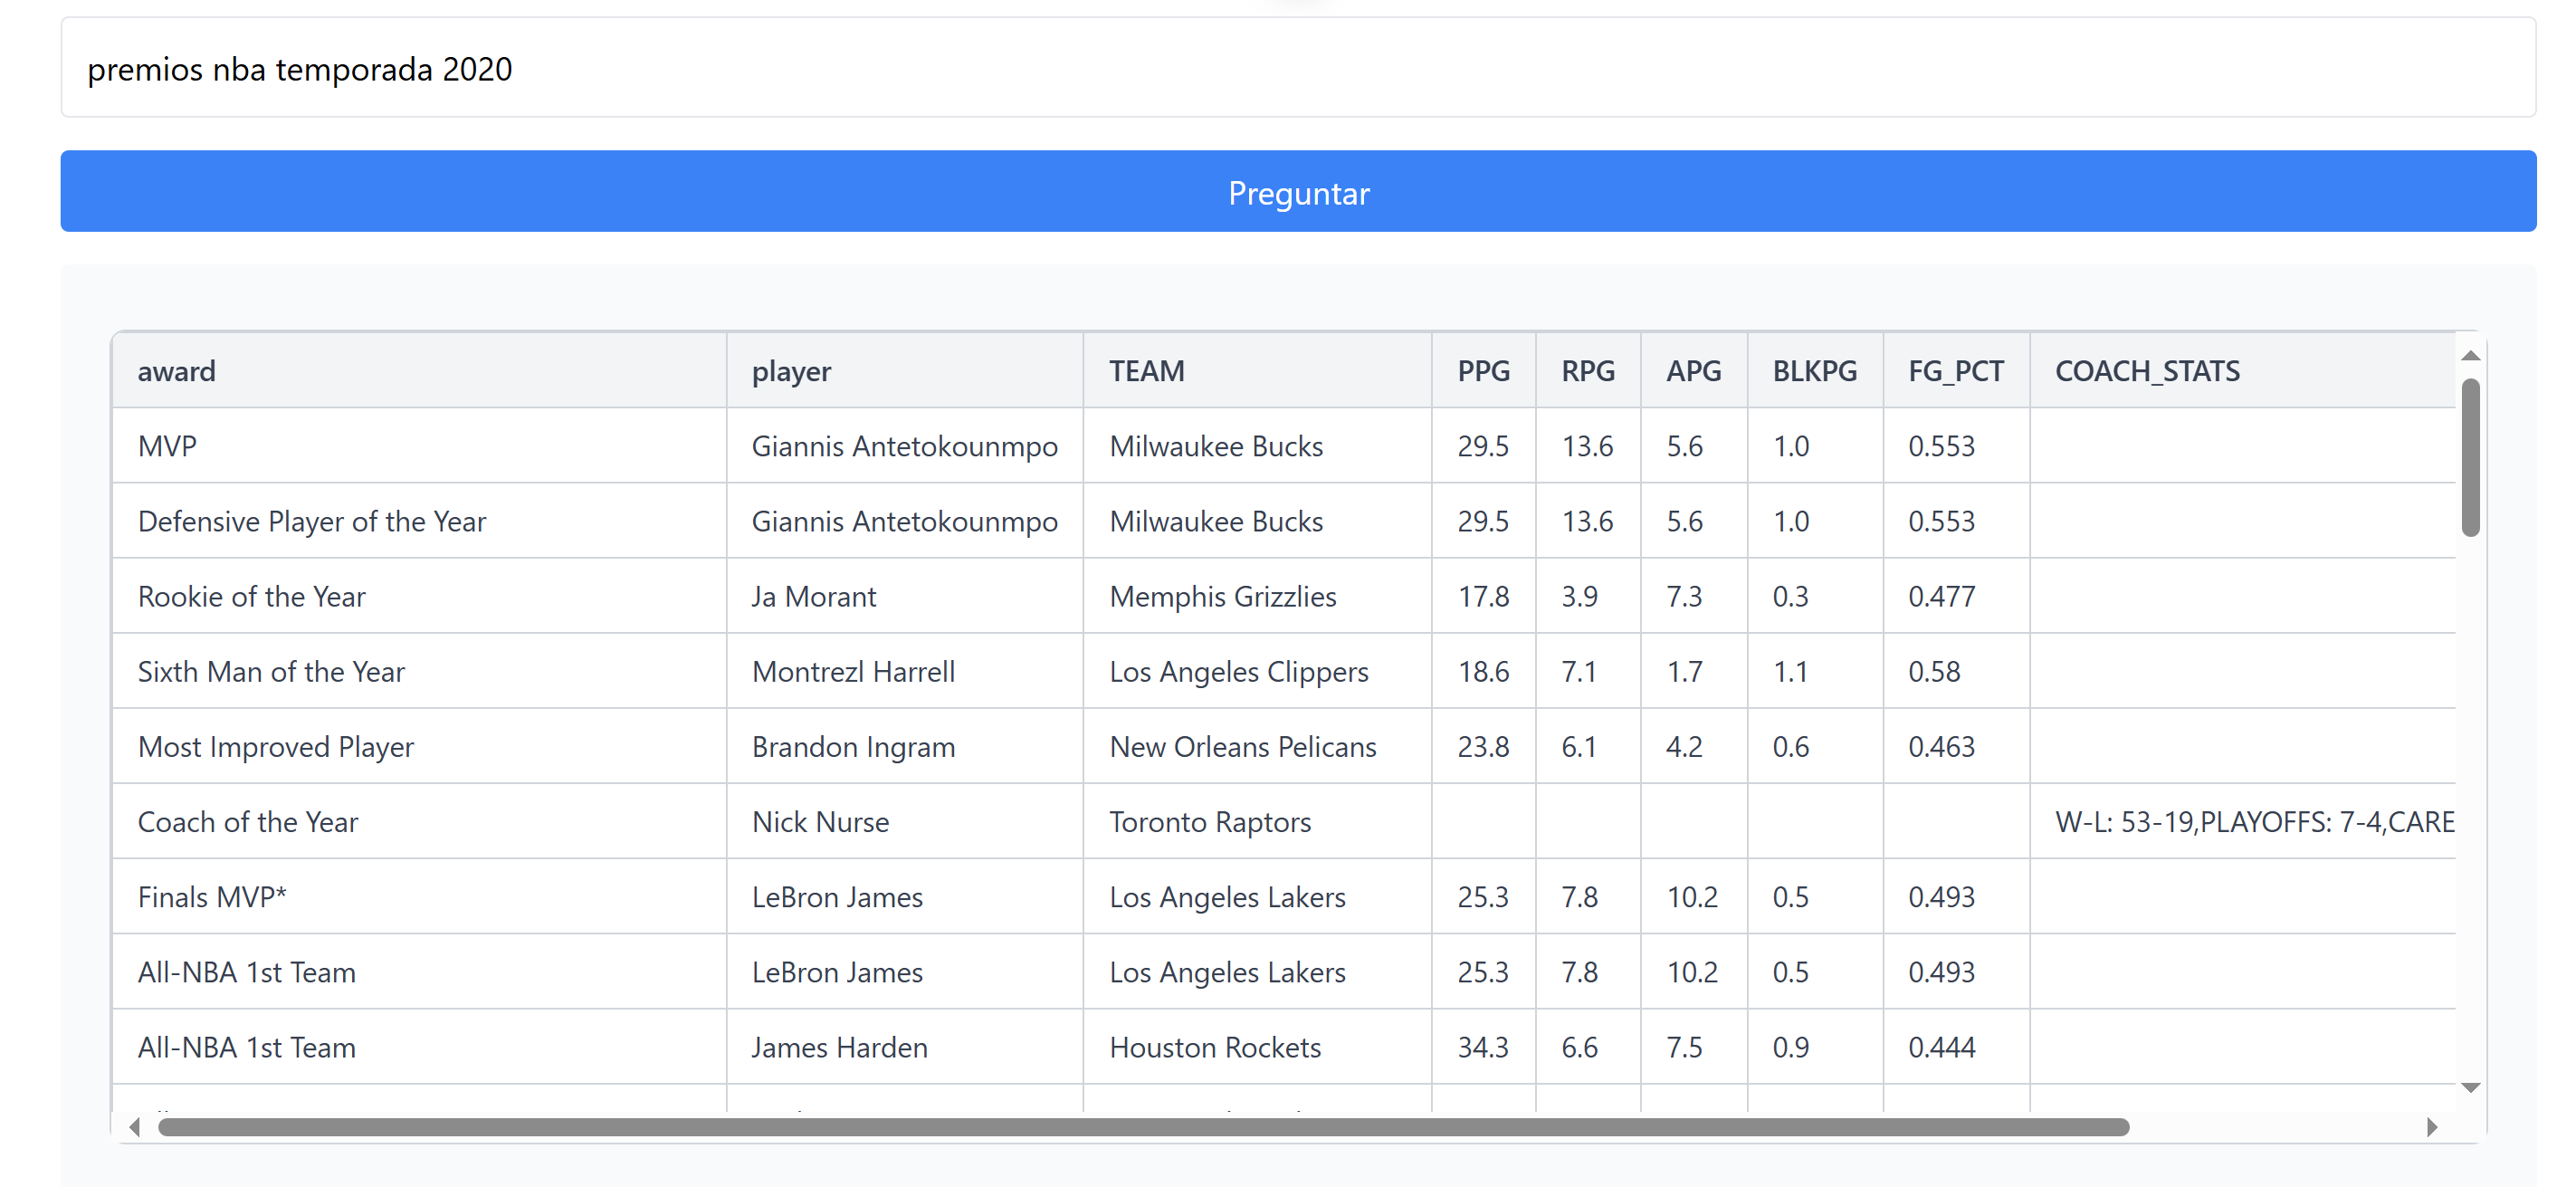 premios nba temporada 2020
Preguntar
award player TEAM PPG RPG APG BLKPG FG_PCT COACH_STATS
MVP Giannis Antetokounmpo Milwaukee Bucks 29.5 13.6 5.6 1.0 0.553
Defensive Player of the Year Giannis Antetokounmpo Milwaukee Bucks 29.5 13.6 5.6 1.0 0.553
Rookie of the Year Ja Morant Memphis Grizzlies 17.8 3.9 7.3 0.3 0.477
Sixth Man of the Year Montrezl Harrell Los Angeles Clippers 18.6 7.1 1.7 1.1 0.58
Most Improved Player Brandon Ingram New Orleans Pelicans 23.8 6.1 4.2 0.6 0.463
Coach of the Year Nick Nurse Toronto Raptors W-L: 53-19,PLAYOFFS: 7-4,CARE
Finals MVP* LeBron James Los Angeles Lakers 25.3 7.8 10.2 0.5 0.493
All-NBA 1st Team LeBron James Los Angeles Lakers 25.3 7.8 10.2 0.5 0.493
All-NBA 1st Team James Harden Houston Rockets 34.3 6.6 7.5 0.9 0.444